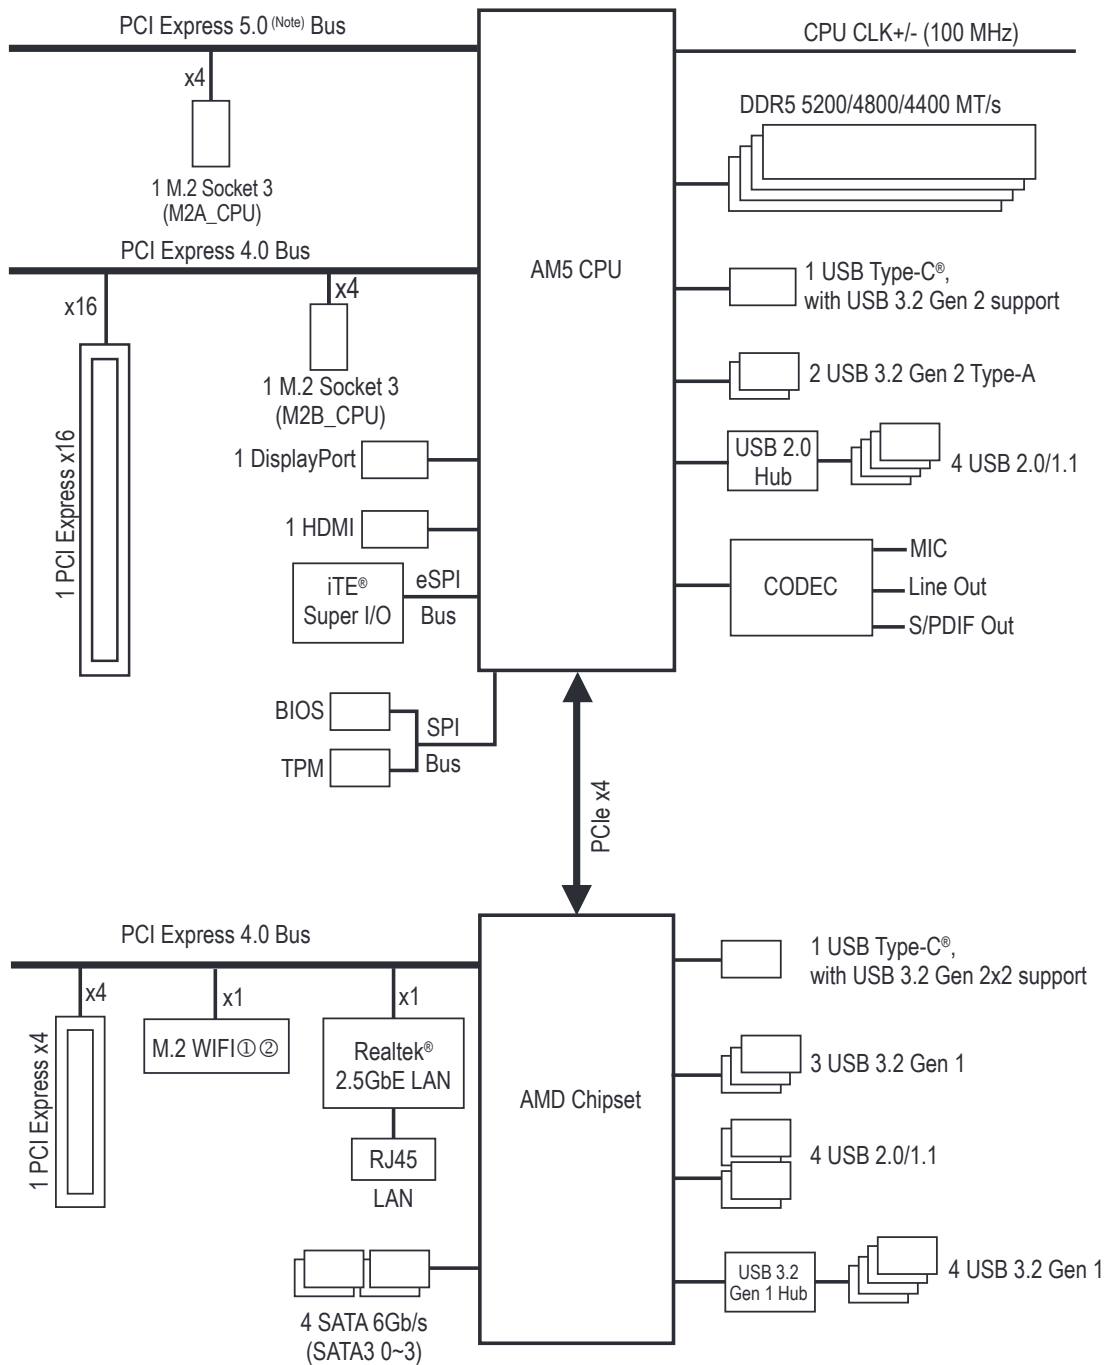 PCI Express 5.0 (Note) Bus
CPU CLK+/- (100 MHz)
x4
DDR5 5200/4800/4400 MT/s
1 M.2 Socket 3
(M2A_CPU)
PCI Express 4.0 Bus
AM5 CPU
1 USB Type-C®,
with USB 3.2 Gen 2 support
x16
x4
1 PCI Express x16
1 M.2 Socket 3
(M2B_CPU)
2 USB 3.2 Gen 2 Type-A
1 DisplayPort
USB 2.0
Hub
4 USB 2.0/1.1
1 HDMI
iTE®
Super I/O
eSPI
Bus
CODEC
MIC
Line Out
S/PDIF Out
BIOS
TPM
SPI
Bus
PCIe x4
PCI Express 4.0 Bus
1 USB Type-C®,
with USB 3.2 Gen 2x2 support
x4
x1
x1
1 PCI Express x4
M.2 WIFI①②
Realtek®
2.5GbE LAN
RJ45
LAN
AMD Chipset
3 USB 3.2 Gen 1
4 USB 2.0/1.1
USB 3.2
Gen 1 Hub
4 USB 3.2 Gen 1
4 SATA 6Gb/s
(SATA3 0~3)